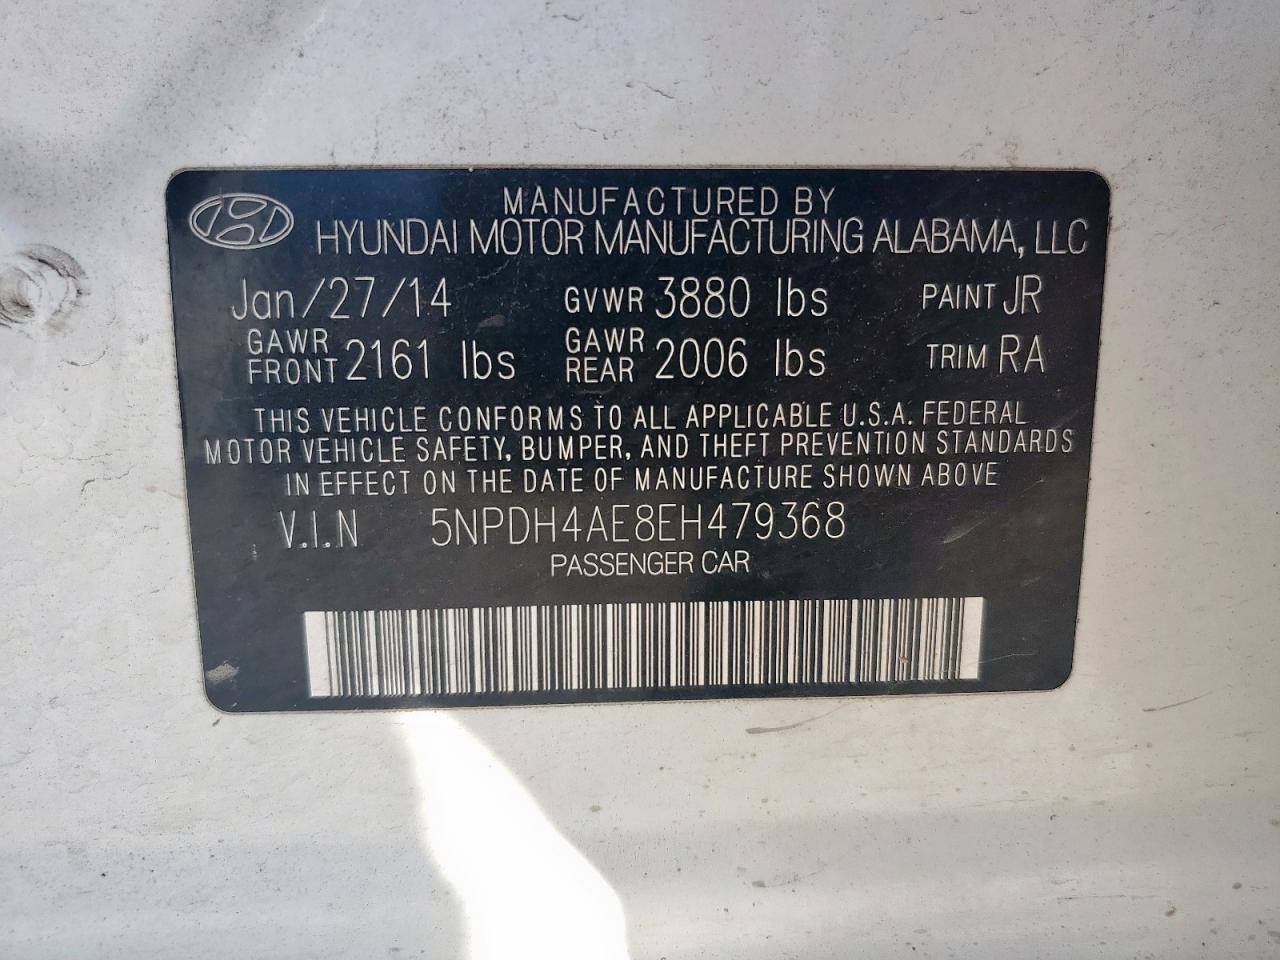 MANUFACTURED BY
HYUNDAI MOTOR MANUFACTURING ALABAMA, LLC
Jan/27/14 GVWR 3880 lbs PAINT JR
GAWR FRONT 2161 lbs GAWR REAR 2006 lbs TRIM RA
THIS VEHICLE CONFORMS TO ALL APPLICABLE U.S.A. FEDERAL
MOTOR VEHICLE SAFETY, BUMPER, AND THEFT PREVENTION STANDARDS
IN EFFECT ON THE DATE OF MANUFACTURE SHOWN ABOVE
V.I.N 5NPDH4AE8EH479368
PASSENGER CAR